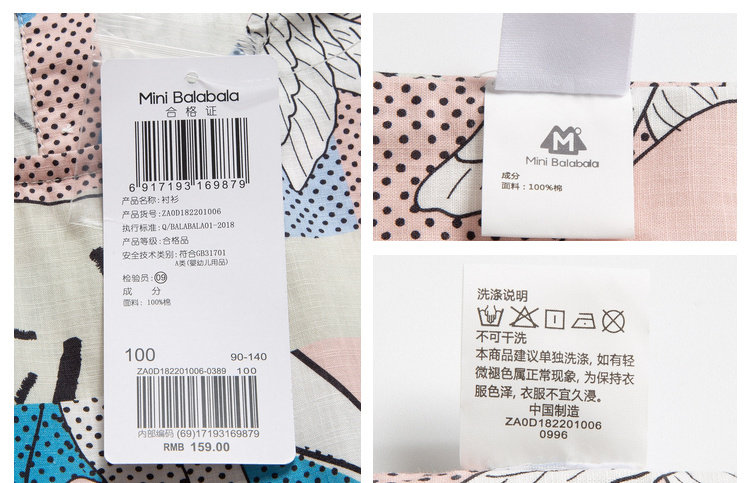 Mini Balabala
合格证
6 917193 169879
产品名称: 衬衫
产品货号: ZA0D182201006
执行标准: Q/BALABALA01-2018
产品等级: 合格品
安全技术类别: 符合GB31701
A类(婴幼儿用品)
检验员: 09
成 分
面料: 100%棉
100 90-140
ZA0D182201006-0389 100
内部编码 (69)17193169879
RMB 159.00
Mini Balabala
成分
面料: 100%棉
洗涤说明
不可干洗
本商品建议单独洗涤, 如有轻
微褪色属正常现象, 为保持衣
服色泽, 衣服不宜久浸。
中国制造
ZA0D182201006
0996